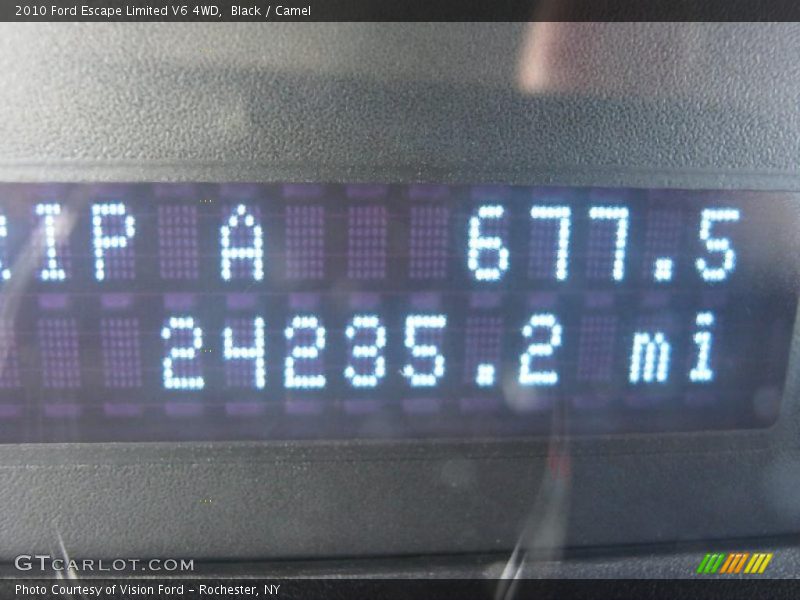 2010 Ford Escape Limited V6 4WD, Black / Camel
RIP A 677.5
24235.2 mi
GTCARLOT.COM
Photo Courtesy of Vision Ford - Rochester, NY